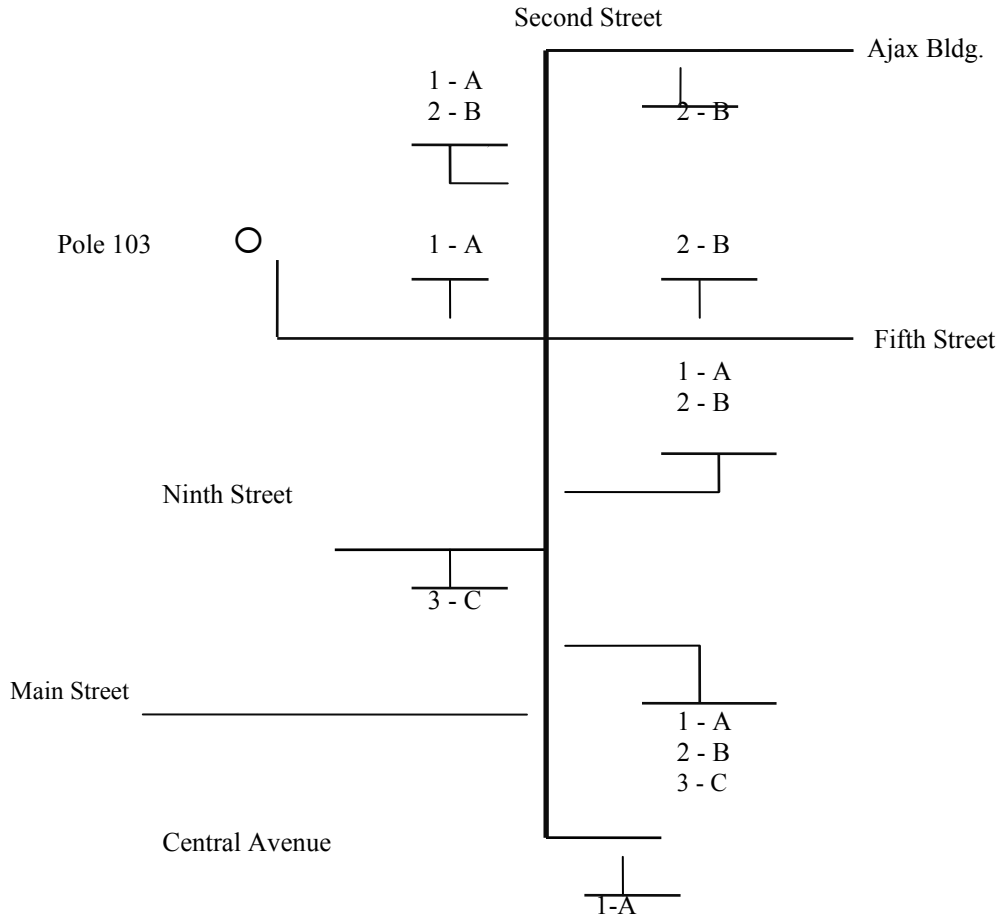 Second Street
Ajax Bldg.
1 - A
2 - B
2 - B
Pole 103
1 - A
2 - B
Fifth Street
1 - A
2 - B
Ninth Street
3 - C
Main Street
1 - A
2 - B
3 - C
Central Avenue
1-A